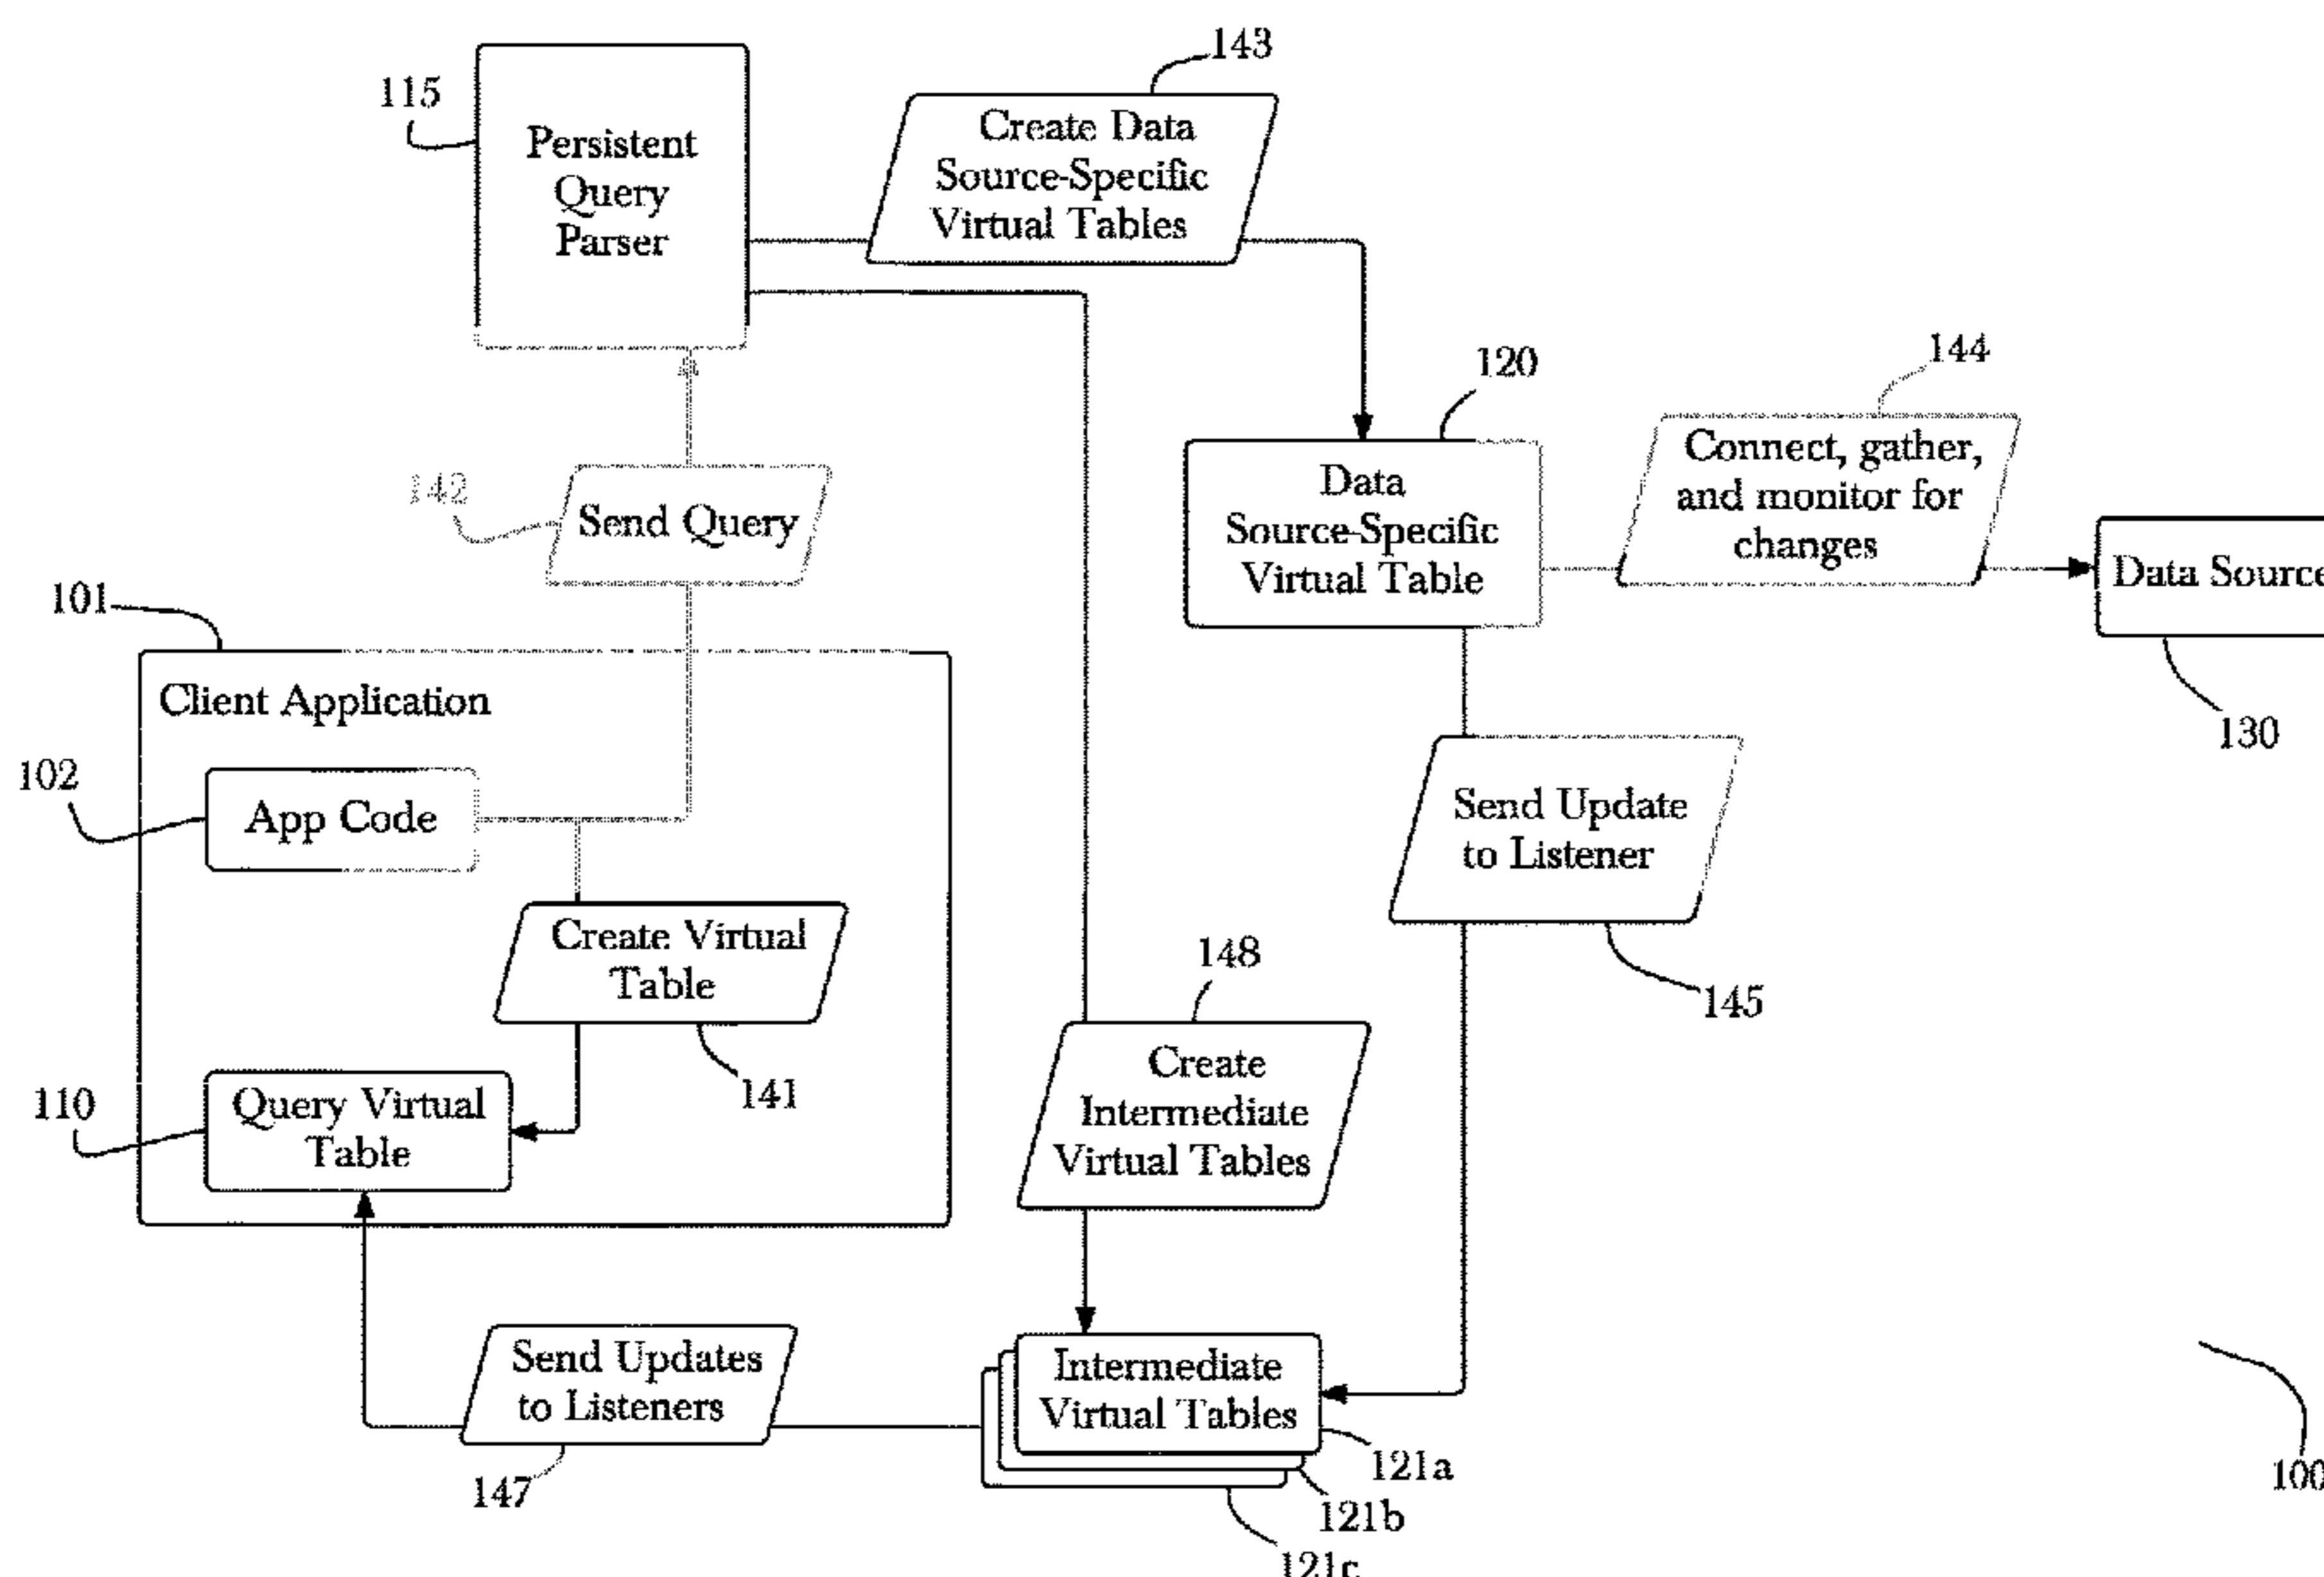 143
115
Persistent
Query
Parser
Create Data
Source-Specific
Virtual Tables
120
144
Data
Source-Specific
Virtual Table
Connect, gather,
and monitor for
changes
Data Source
130
142
Send Query
101
Client Application
102
App Code
Send Update
to Listener
145
Create Virtual
Table
141
148
Create
Intermediate
Virtual Tables
110
Query Virtual
Table
Send Updates
to Listeners
147
Intermediate
Virtual Tables
121a
121b
121c
100